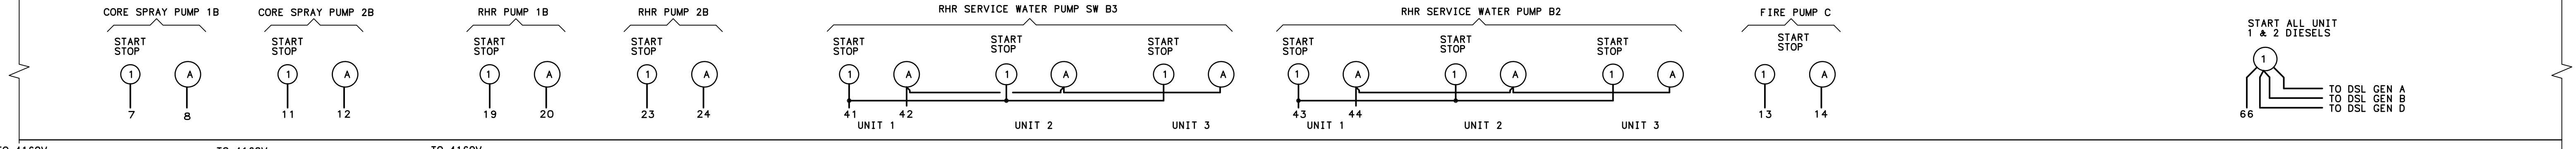 CORE SPRAY PUMP 1B
CORE SPRAY PUMP 2B
RHR PUMP 1B
RHR PUMP 2B
RHR SERVICE WATER PUMP SW B3
RHR SERVICE WATER PUMP B2
FIRE PUMP C
START ALL UNIT
1 & 2 DIESELS
START
STOP
START
STOP
START
STOP
START
STOP
START
STOP
START
STOP
START
STOP
START
STOP
START
STOP
START
STOP
START
STOP
1 A 1 A 1 A 1 A 1 A 1 A 1 A 1 A 1 A 1 A 1 A 1
TO DSL GEN A
TO DSL GEN B
TO DSL GEN D
7 8 11 12 19 20 23 24 41 42 43 44 13 14 66
UNIT 1 UNIT 2 UNIT 3 UNIT 1 UNIT 2 UNIT 3